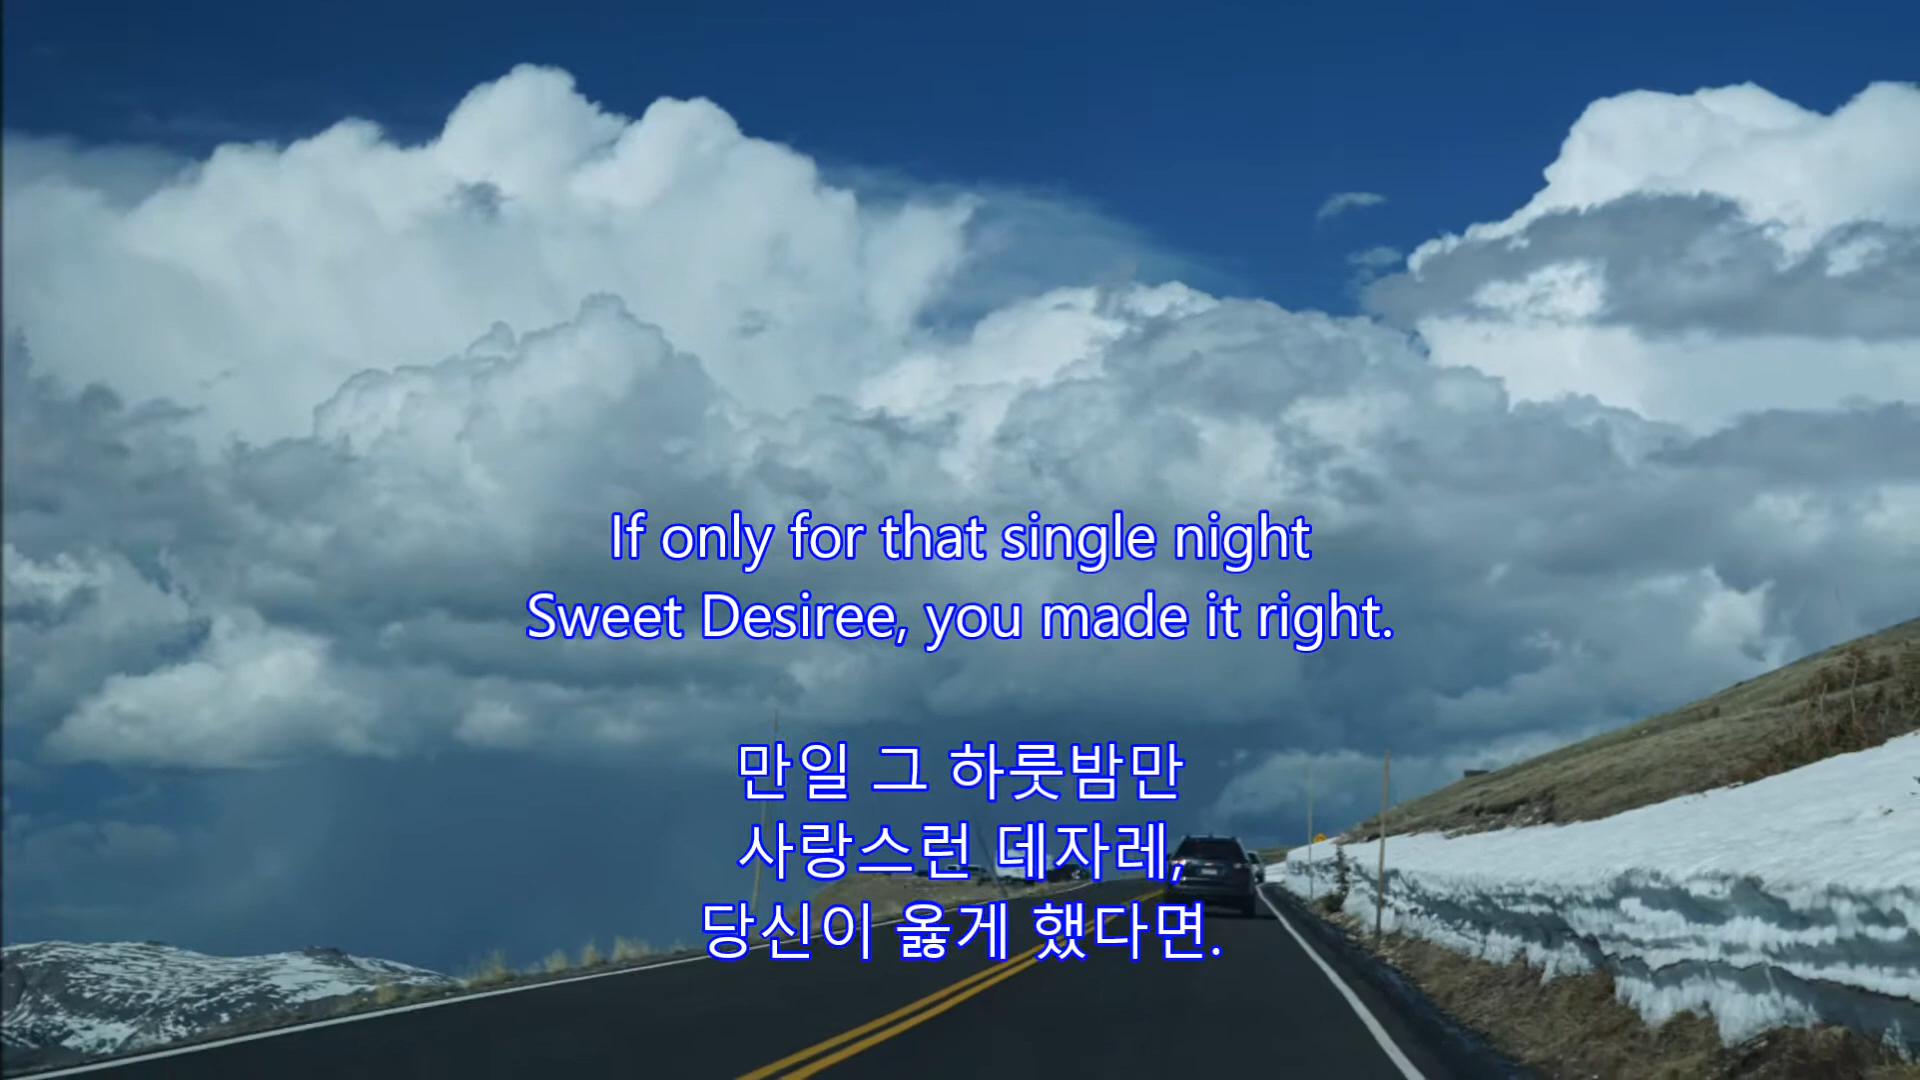 If only for that single night
Sweet Desiree, you made it right.
만일 그 하룻밤만
사랑스런 데자레,
당신이 옳게 했다면.